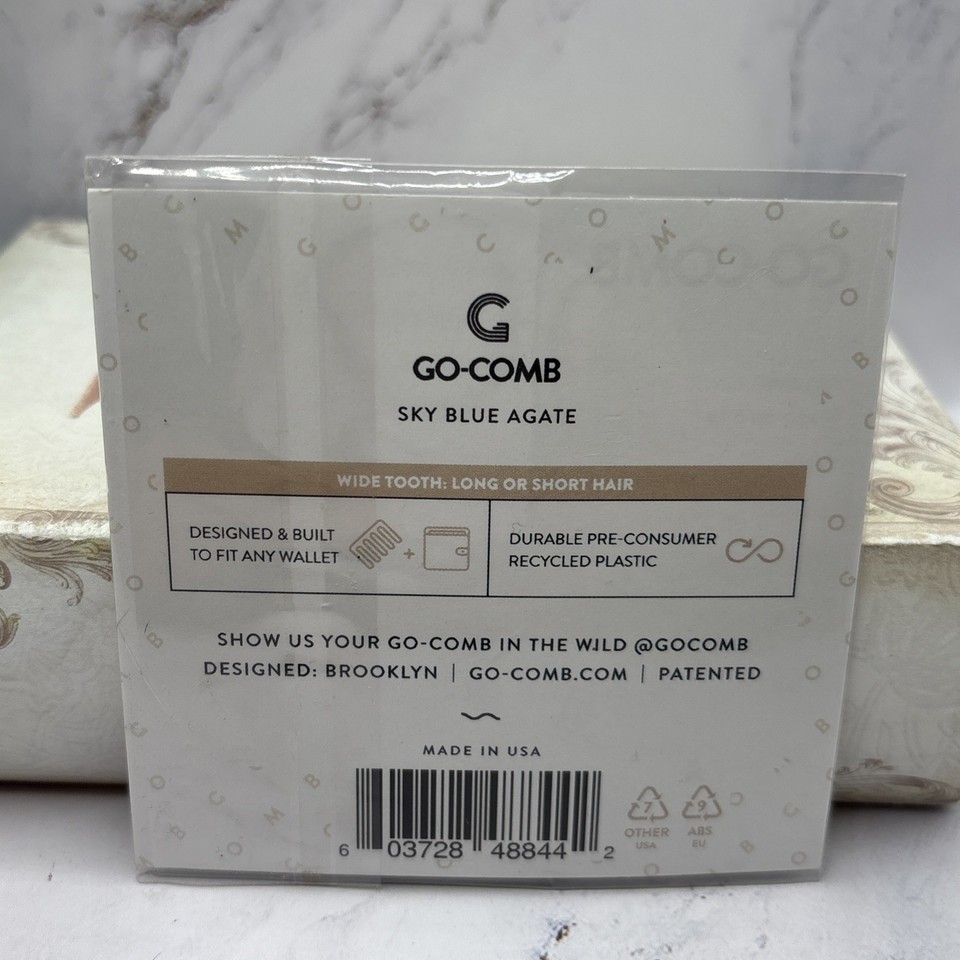 G
GO-COMB
SKY BLUE AGATE
WIDE TOOTH: LONG OR SHORT HAIR
DESIGNED & BUILT
TO FIT ANY WALLET
+
DURABLE PRE-CONSUMER
RECYCLED PLASTIC
SHOW US YOUR GO-COMB IN THE WILD @GOCOMB
DESIGNED: BROOKLYN | GO-COMB.COM | PATENTED
MADE IN USA
6 03728 48844 2
7 9
OTHER ABS
USA EU